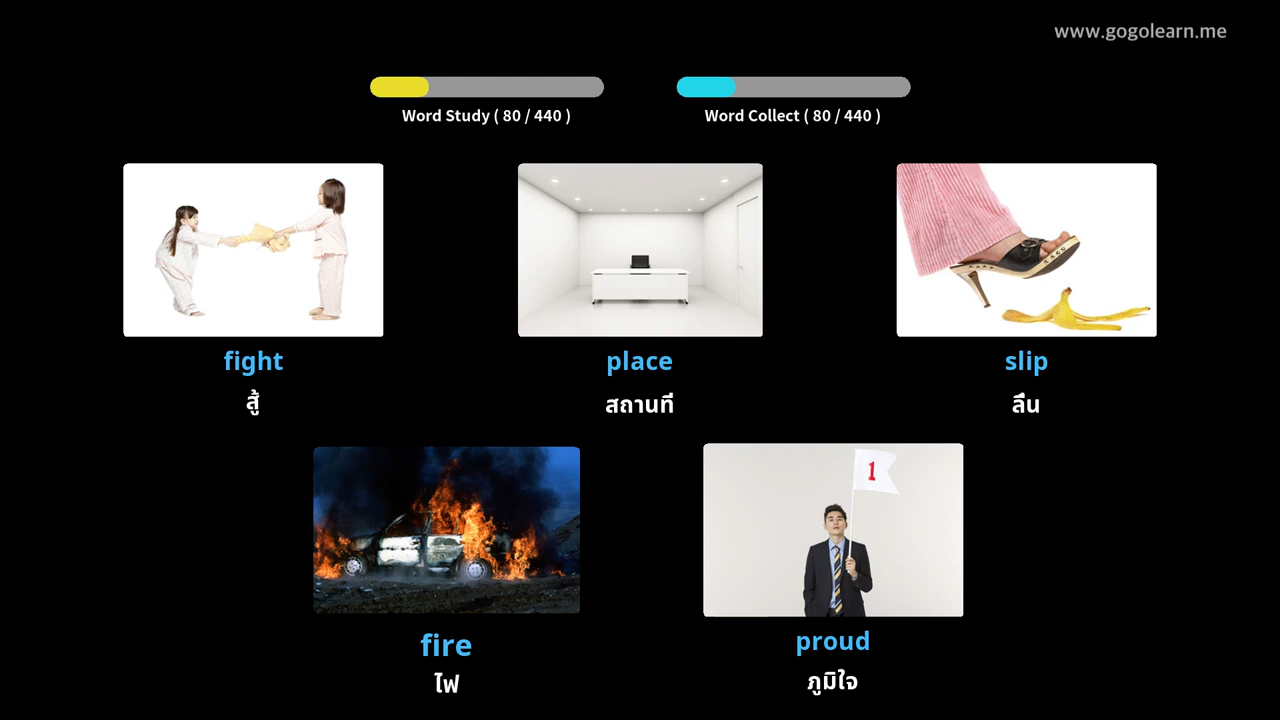 www.gogolearn.me
Word Study ( 80 / 440 )
Word Collect ( 80 / 440 )
fight
สู้
place
สถานที่
slip
ลื่น
1
fire
ไฟ
proud
ภูมิใจ